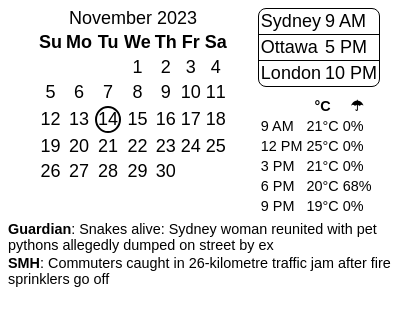 November 2023
Su Mo Tu We Th Fr Sa
1 2 3 4
5 6 7 8 9 10 11
12 13 14 15 16 17 18
19 20 21 22 23 24 25
26 27 28 29 30
Sydney 9 AM
Ottawa 5 PM
London 10 PM
°C ☂
9 AM 21°C 0%
12 PM 25°C 0%
3 PM 21°C 0%
6 PM 20°C 68%
9 PM 19°C 0%
Guardian: Snakes alive: Sydney woman reunited with pet
pythons allegedly dumped on street by ex
SMH: Commuters caught in 26-kilometre traffic jam after fire
sprinklers go off